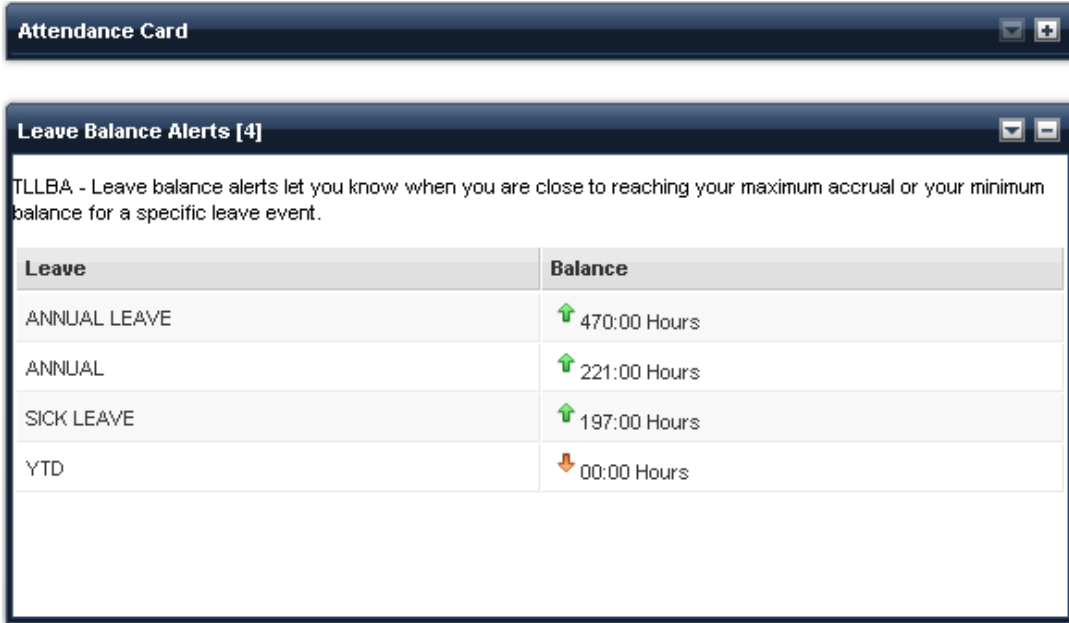 Attendance Card
Leave Balance Alerts [4]
TLLBA - Leave balance alerts let you know when you are close to reaching your maximum accrual or your minimum
balance for a specific leave event.
Leave Balance
ANNUAL LEAVE 470:00 Hours
ANNUAL 221:00 Hours
SICK LEAVE 197:00 Hours
YTD 00:00 Hours